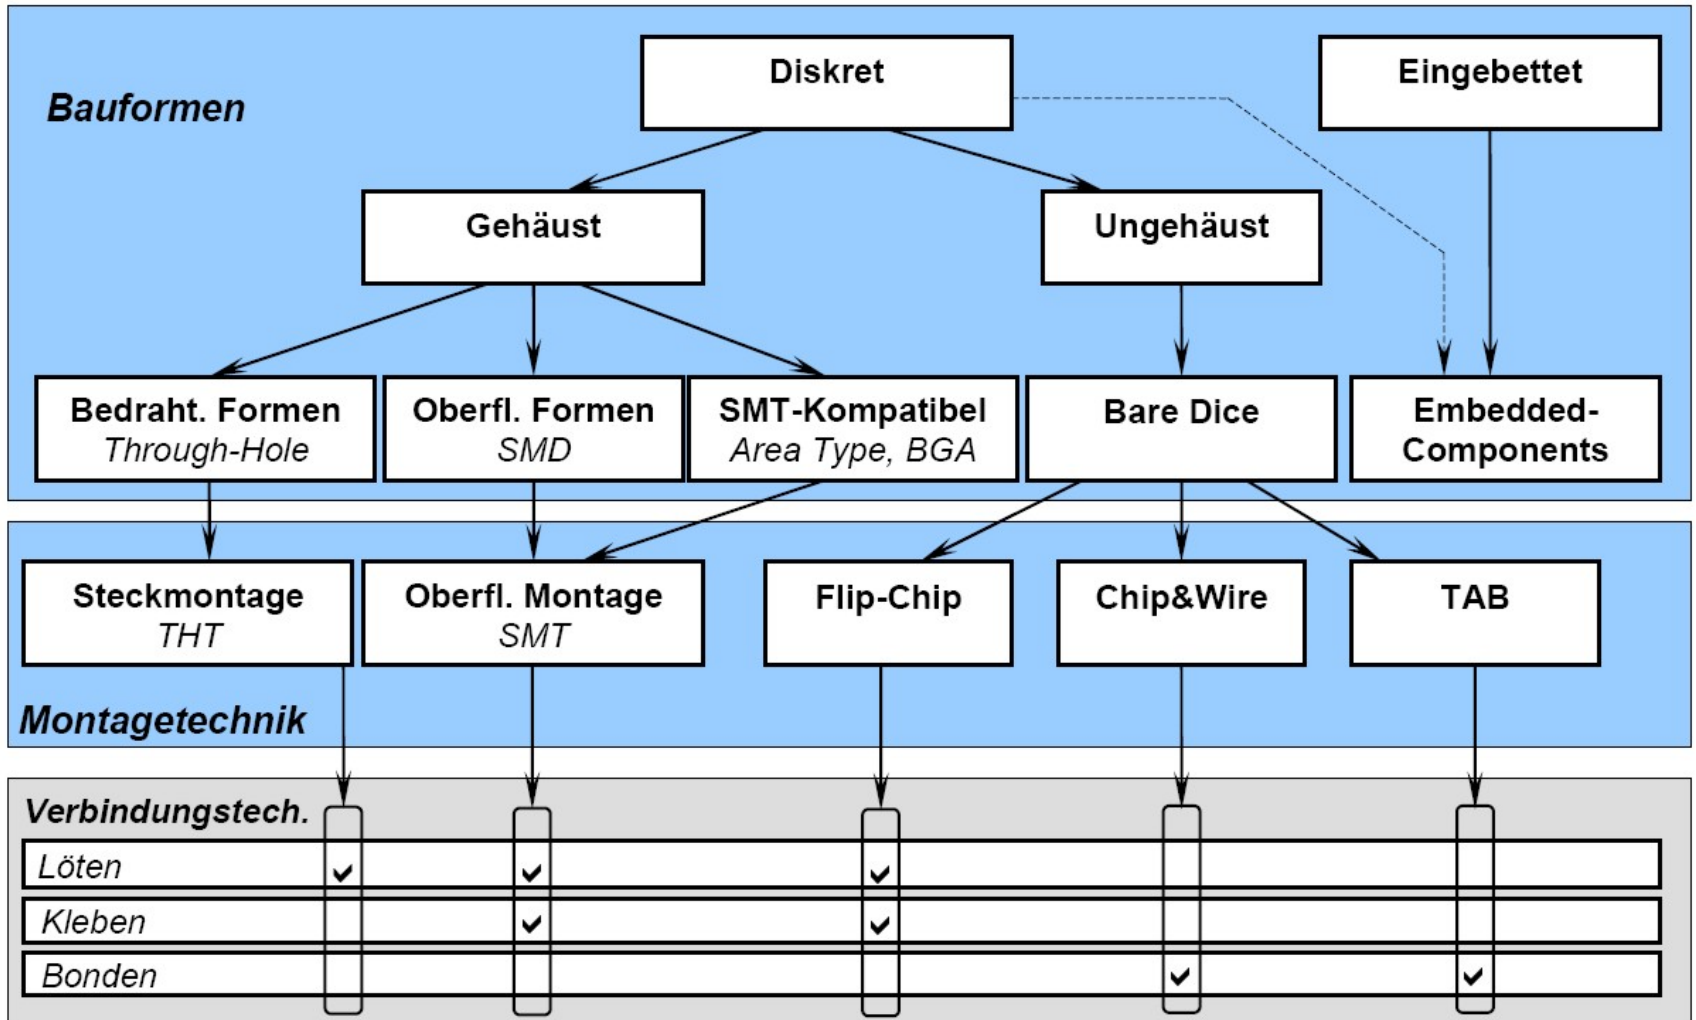 Diskret
Eingebettet
Bauformen
Gehäust
Ungehäust
Bedraht. Formen
Through-Hole
Oberfl. Formen
SMD
SMT-Kompatibel
Area Type, BGA
Bare Dice
Embedded-
Components
Steckmontage
THT
Oberfl. Montage
SMT
Flip-Chip
Chip&Wire
TAB
Montagetechnik
Verbindungstech.
Löten
Kleben
Bonden